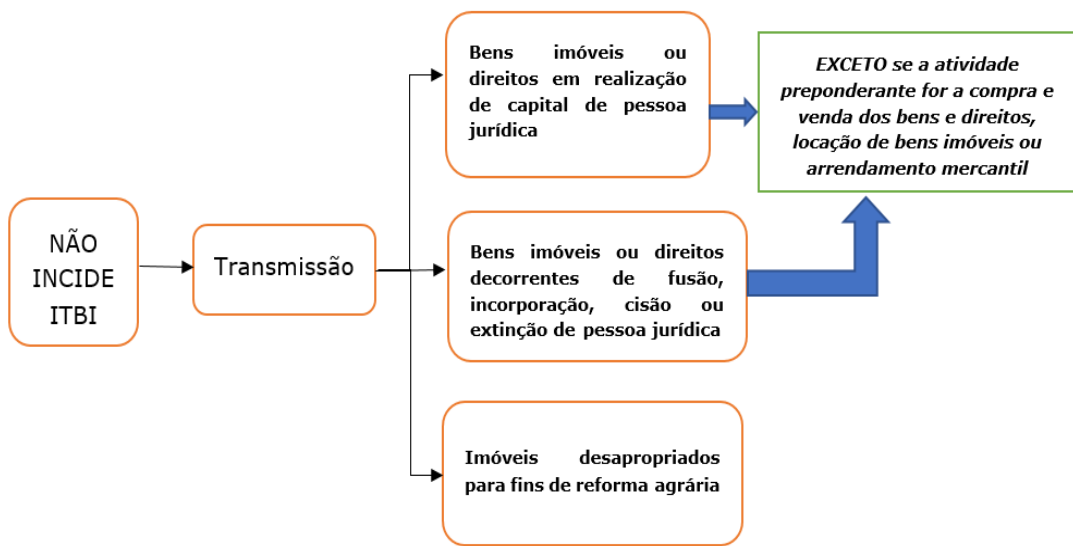 NÃO
INCIDE
ITBI
Transmissão
Bens imóveis ou
direitos em realização
de capital de pessoa
jurídica
EXCETO se a atividade
preponderante for a compra e
venda dos bens e direitos,
locação de bens imóveis ou
arrendamento mercantil
Bens imóveis ou direitos
decorrentes de fusão,
incorporação, cisão ou
extinção de pessoa jurídica
Imóveis desapropriados
para fins de reforma agrária